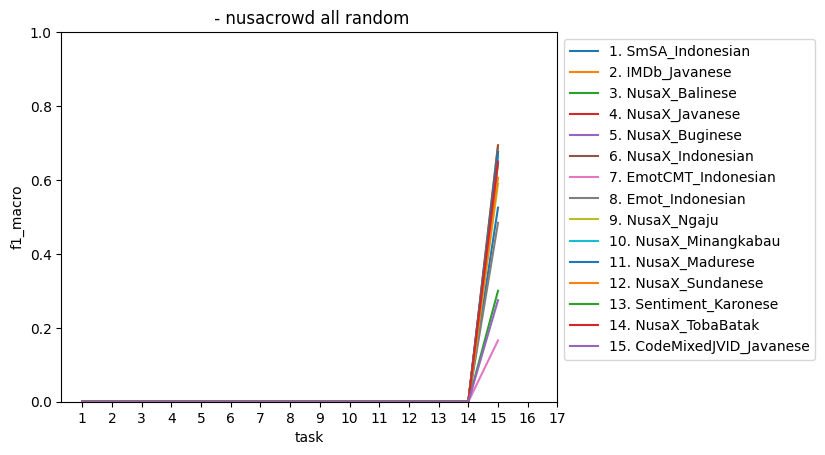 - nusacrowd all random
1.0
0.8
0.6
0.4
0.2
0.0
f1_macro
1 2 3 4 5 6 7 8 9 10 11 12 13 14 15 16 17
task
1. SmSA_Indonesian
2. IMDb_Javanese
3. NusaX_Balinese
4. NusaX_Javanese
5. NusaX_Buginese
6. NusaX_Indonesian
7. EmotCMT_Indonesian
8. Emot_Indonesian
9. NusaX_Ngaju
10. NusaX_Minangkabau
11. NusaX_Madurese
12. NusaX_Sundanese
13. Sentiment_Karonese
14. NusaX_TobaBatak
15. CodeMixedJVID_Javanese